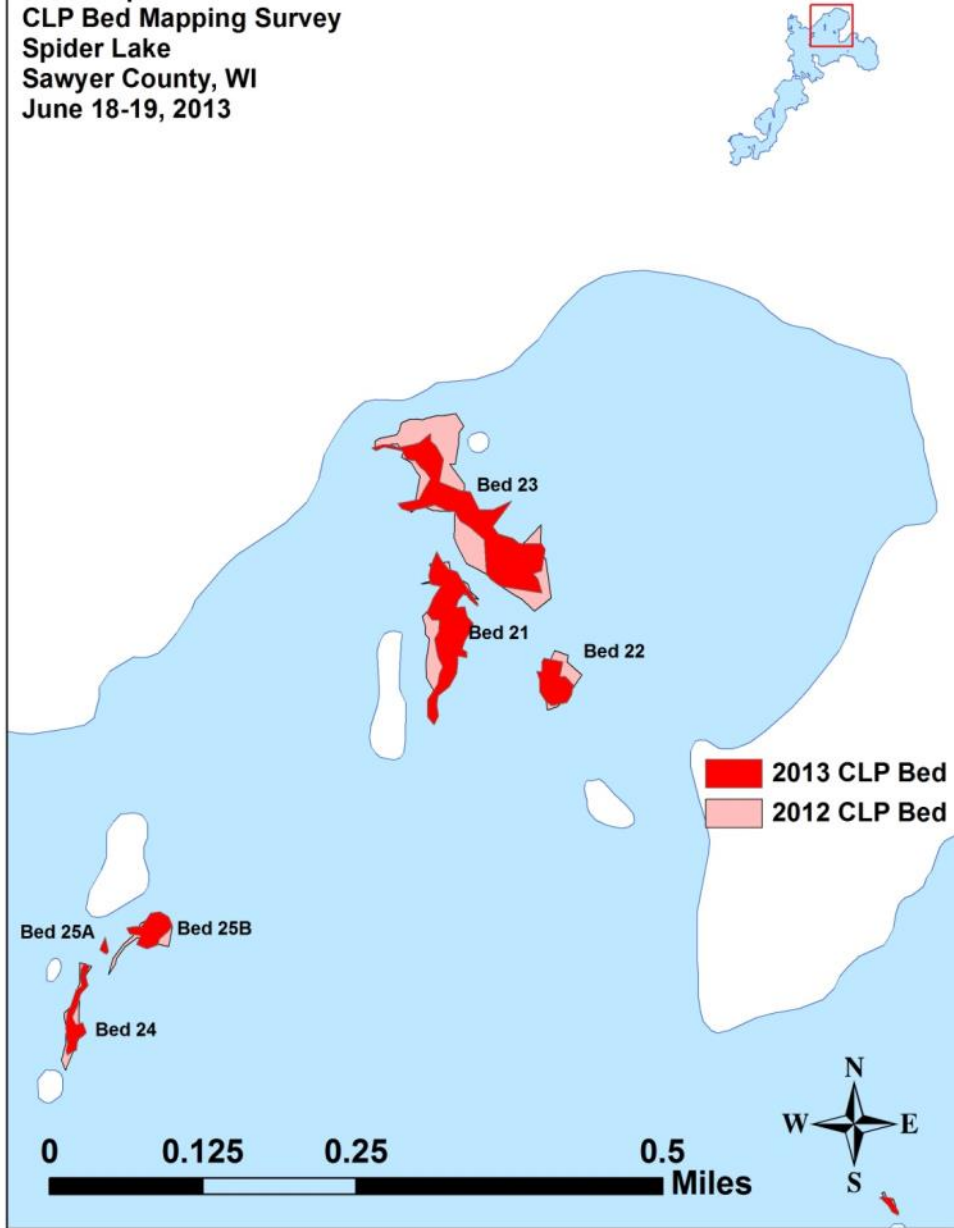 CLP Bed Mapping Survey
Spider Lake
Sawyer County, WI
June 18-19, 2013
Bed 23
Bed 21
Bed 22
2013 CLP Bed
2012 CLP Bed
Bed 25A
Bed 25B
Bed 24
N
W E
S
0 0.125 0.25 0.5
Miles